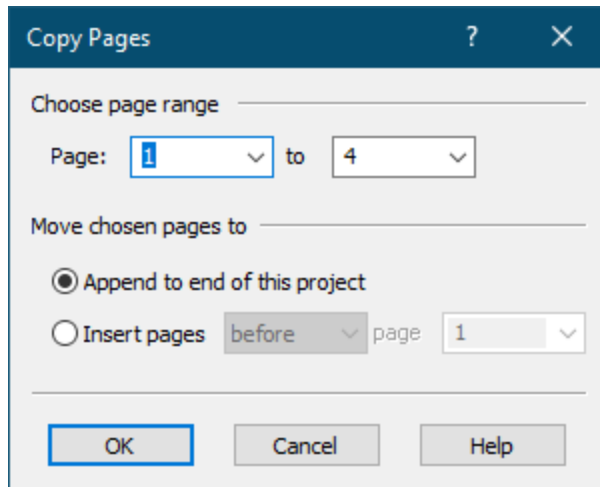 Copy Pages ?
Choose page range
Page: 1 to 4
Move chosen pages to
Append to end of this project
Insert pages before page 1
OK Cancel Help